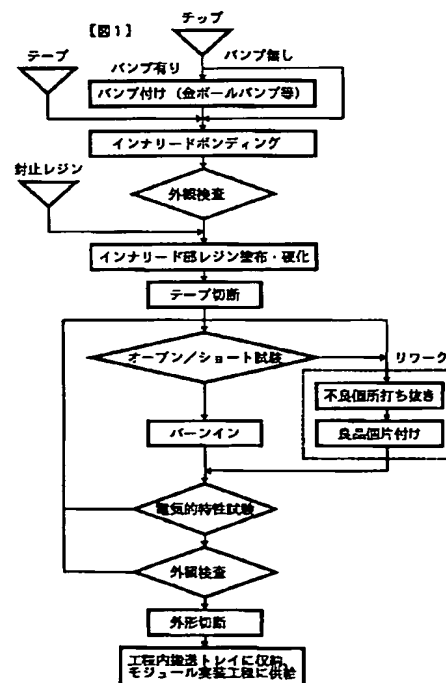 【図1】
チップ
テープ
バンプ有り
バンプ無し
バンプ付け（金ボールバンプ等）
インナリードボンディング
封止レジン
外観検査
インナリード部レジン塗布・硬化
テープ切断
オープン／ショート試験
リワーク
不良個所打ち抜き
バーンイン
良品個片付け
電気的特性試験
外観検査
外形切断
工程内搬送トレイに収納、
モジュール実装工程に供給